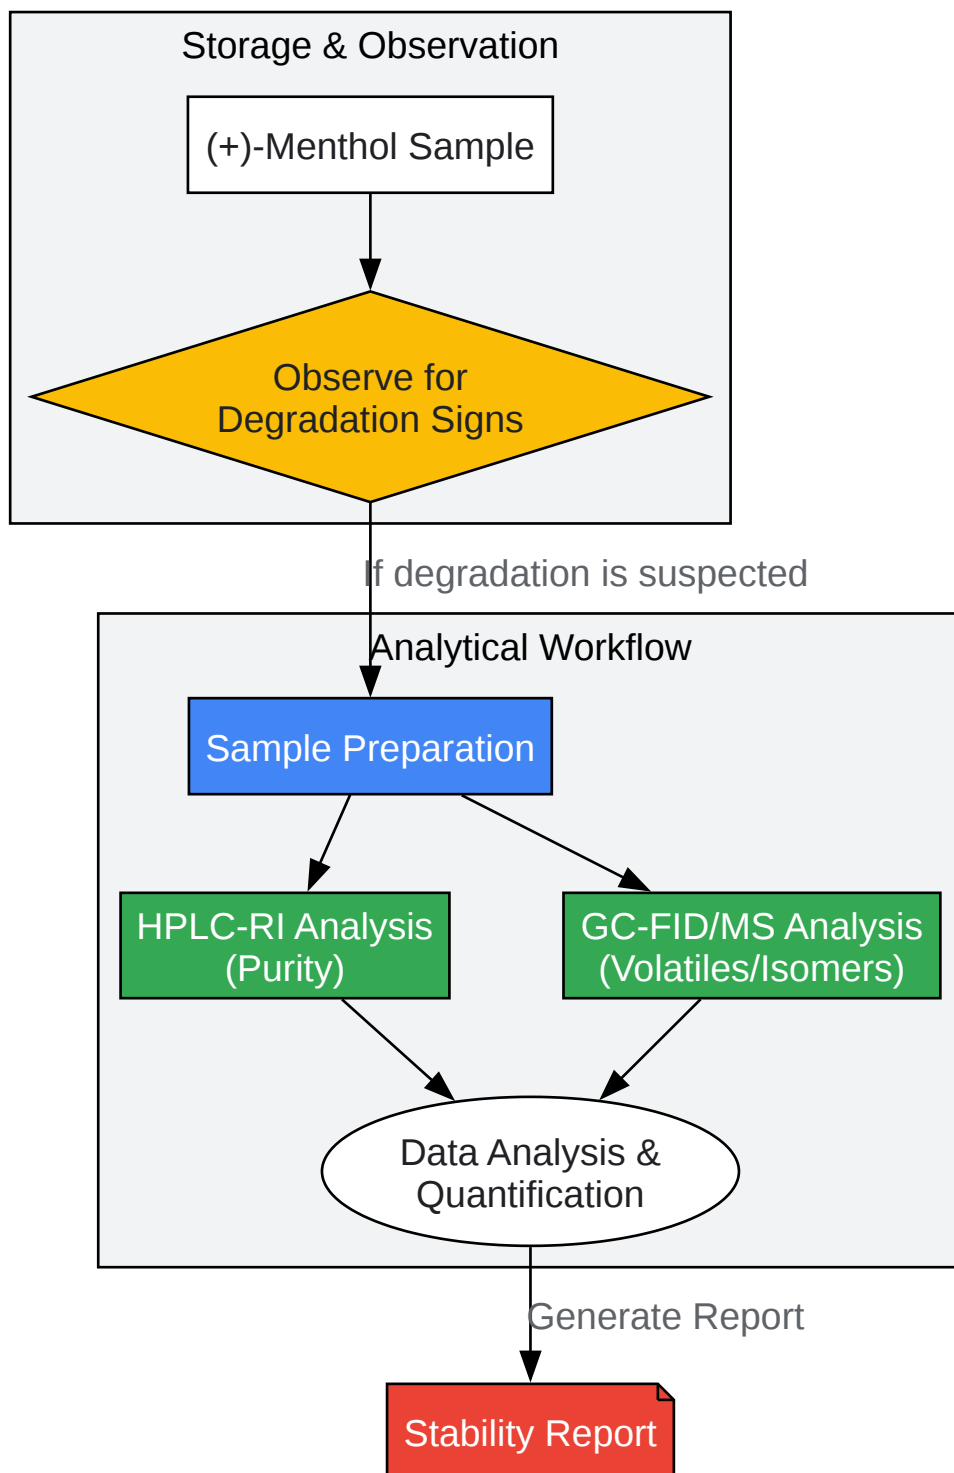 Storage & Observation
(+)-Menthol Sample
Observe for
Degradation Signs
If degradation is suspected
Analytical Workflow
Sample Preparation
HPLC-RI Analysis
(Purity)
GC-FID/MS Analysis
(Volatiles/Isomers)
Data Analysis &
Quantification
Generate Report
Stability Report